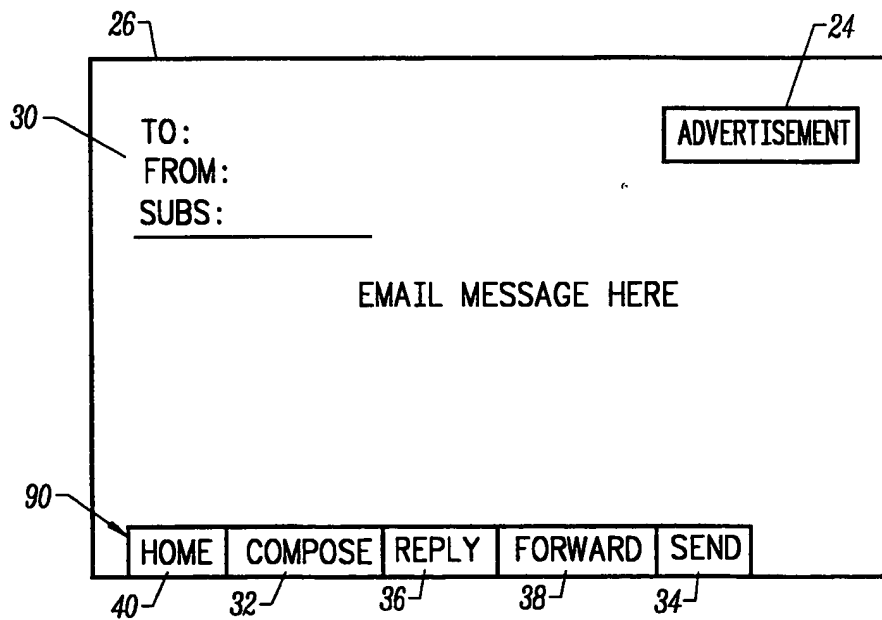 26
24
30
TO:
ADVERTISEMENT
FROM:
SUBS:
EMAIL MESSAGE HERE
90
HOME COMPOSE REPLY FORWARD SEND
40 32 36 38 34